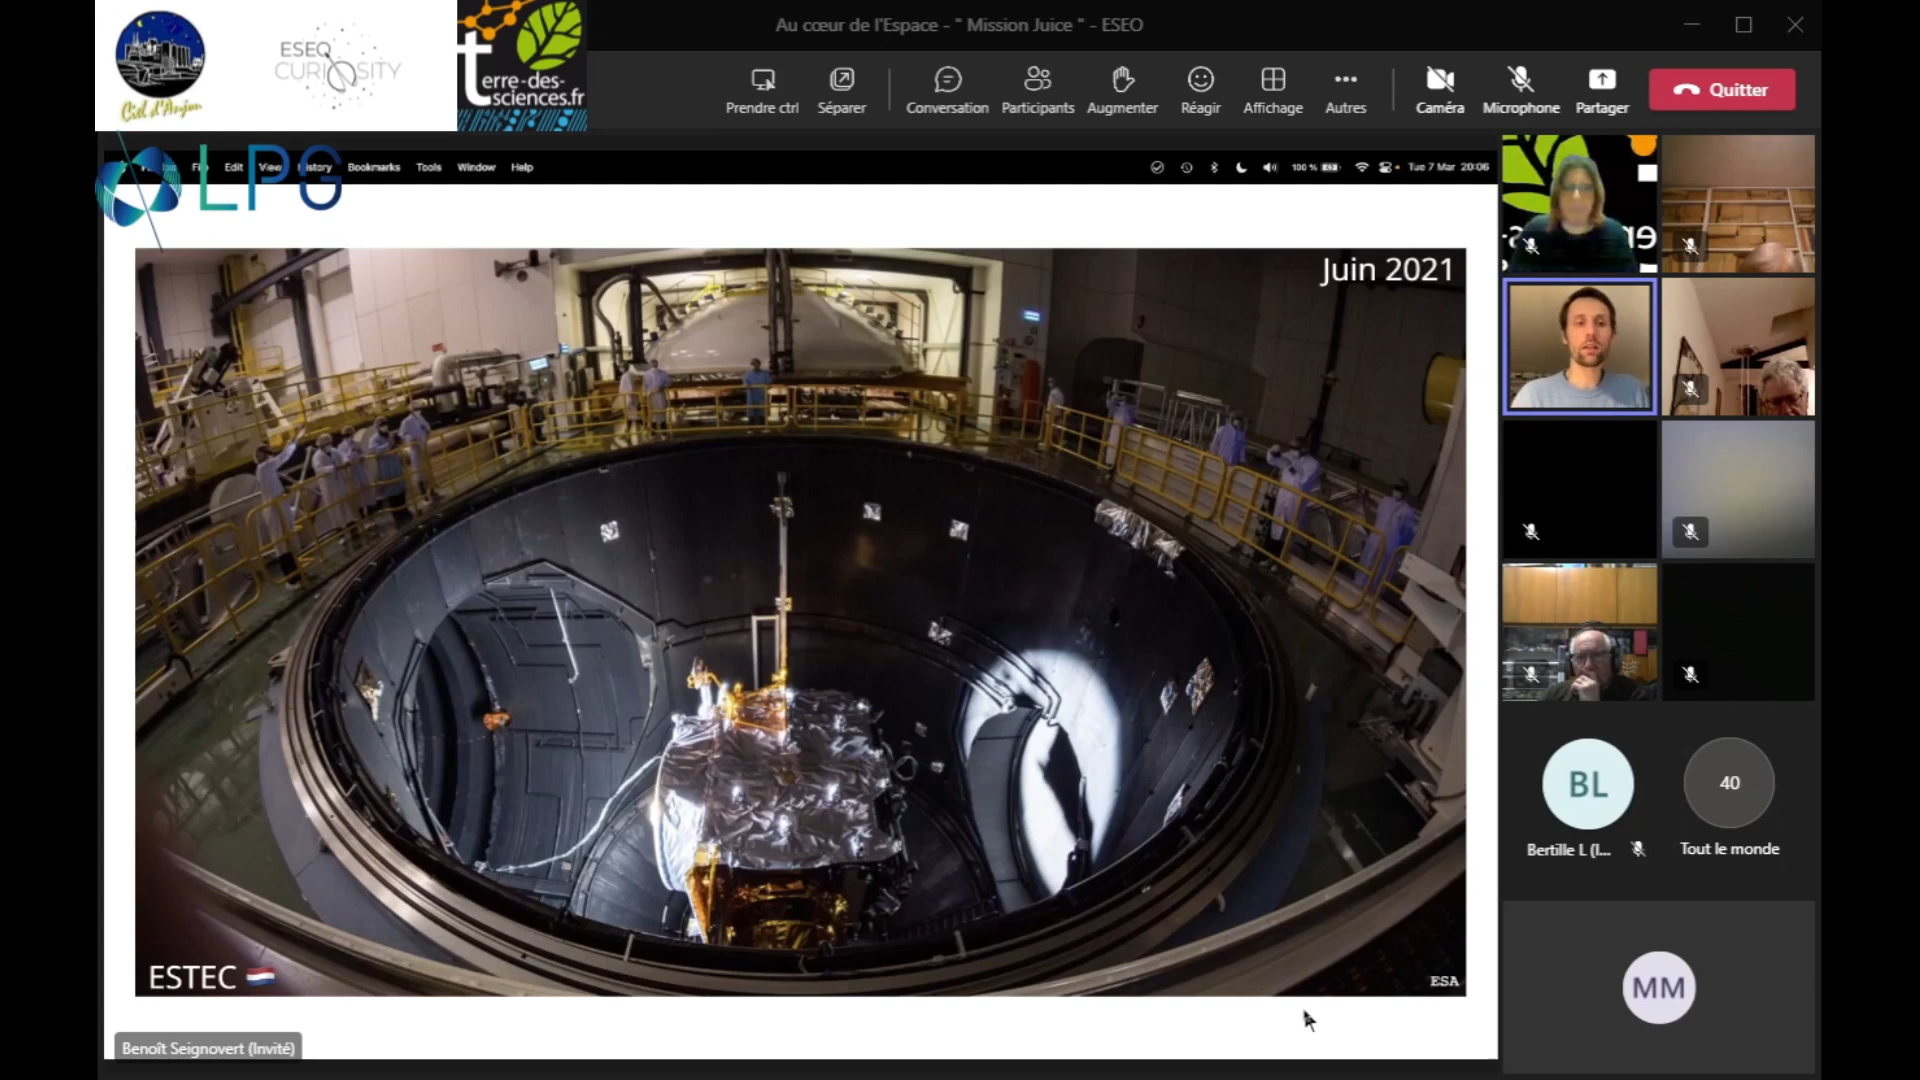 Au cœur de l'Espace - " Mission Juice " - ESEO
Ciel d'Anjou
ESEO
CURIOSITY
terre-des-
sciences.fr
Prendre ctrl
Séparer
Conversation
Participants
Augmenter
Réagir
Affichage
Autres
Caméra
Microphone
Partager
Quitter
Edit View History Bookmarks Tools Window Help
100 %
Tue 7 Mar 20:06
LPG
Juin 2021
ESTEC
ESA
Benoît Seignovert (Invité)
BL
40
Bertille L (I...
Tout le monde
MM